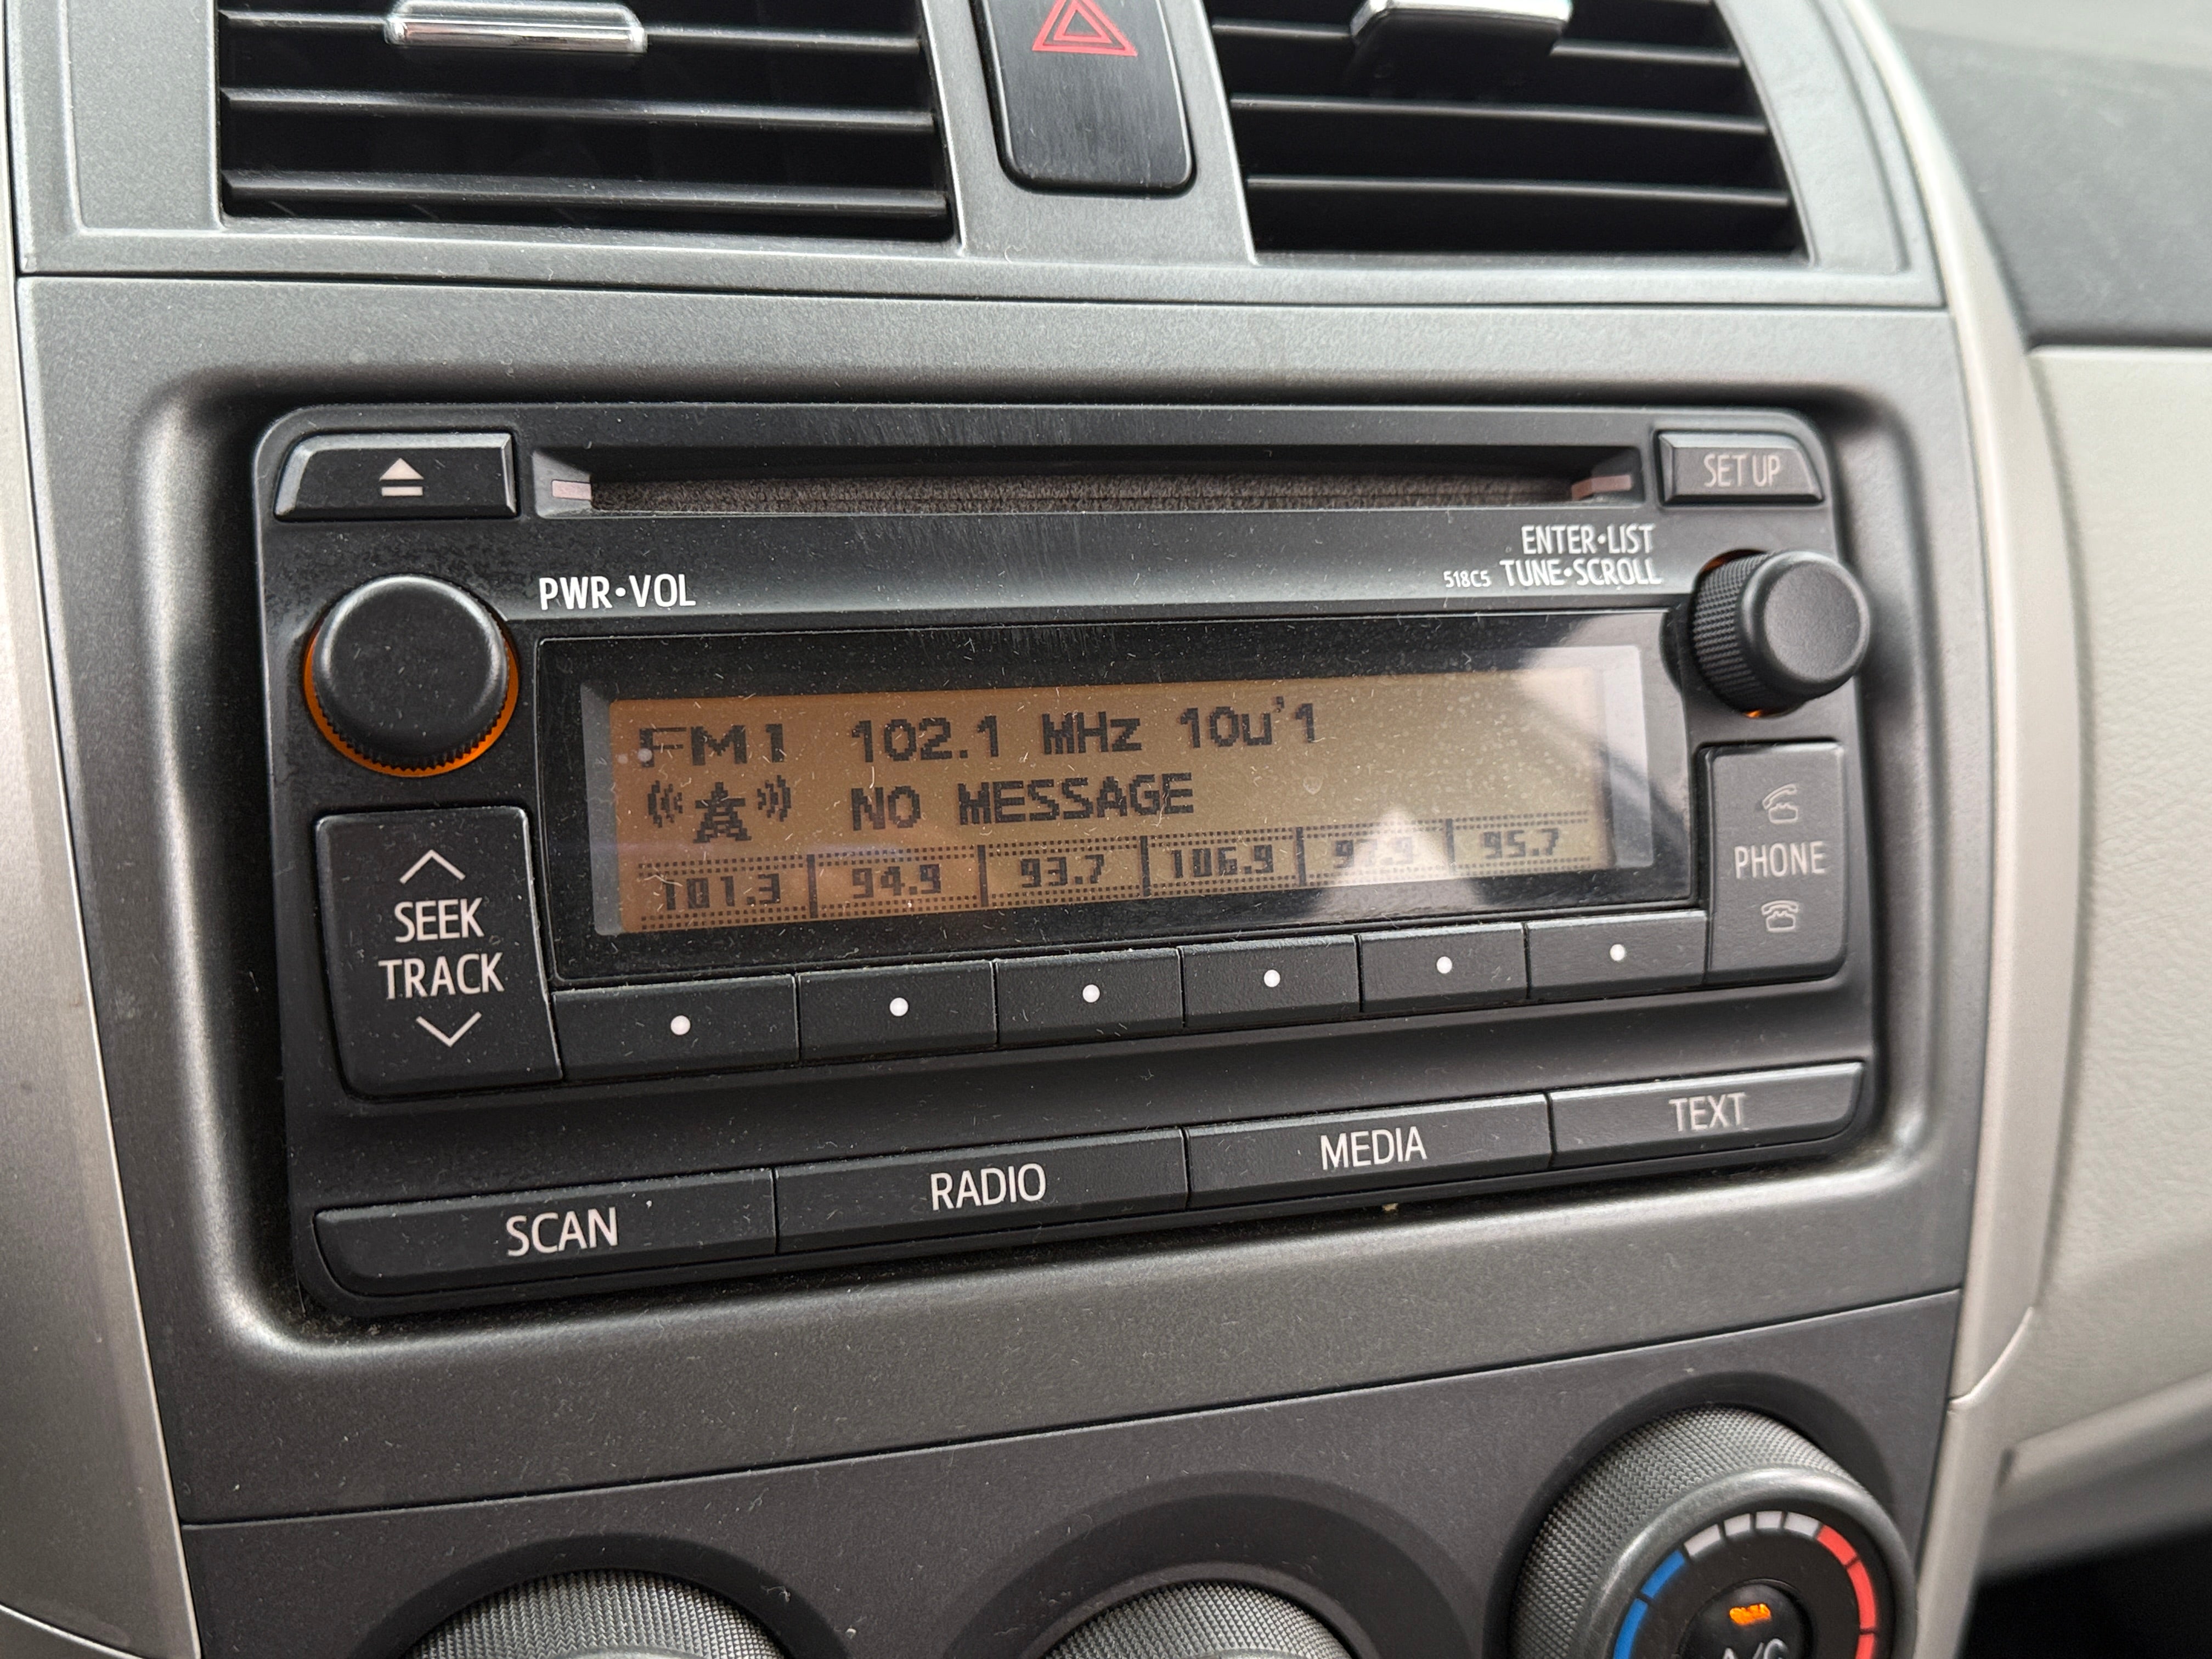 SET UP
ENTER•LIST
518C5 TUNE•SCROLL
PWR•VOL
FM1 102.1 MHz 10u'1
NO MESSAGE
101.3 94.9 93.7 106.9 95.7
SEEK
TRACK
PHONE
SCAN RADIO MEDIA TEXT
A/C